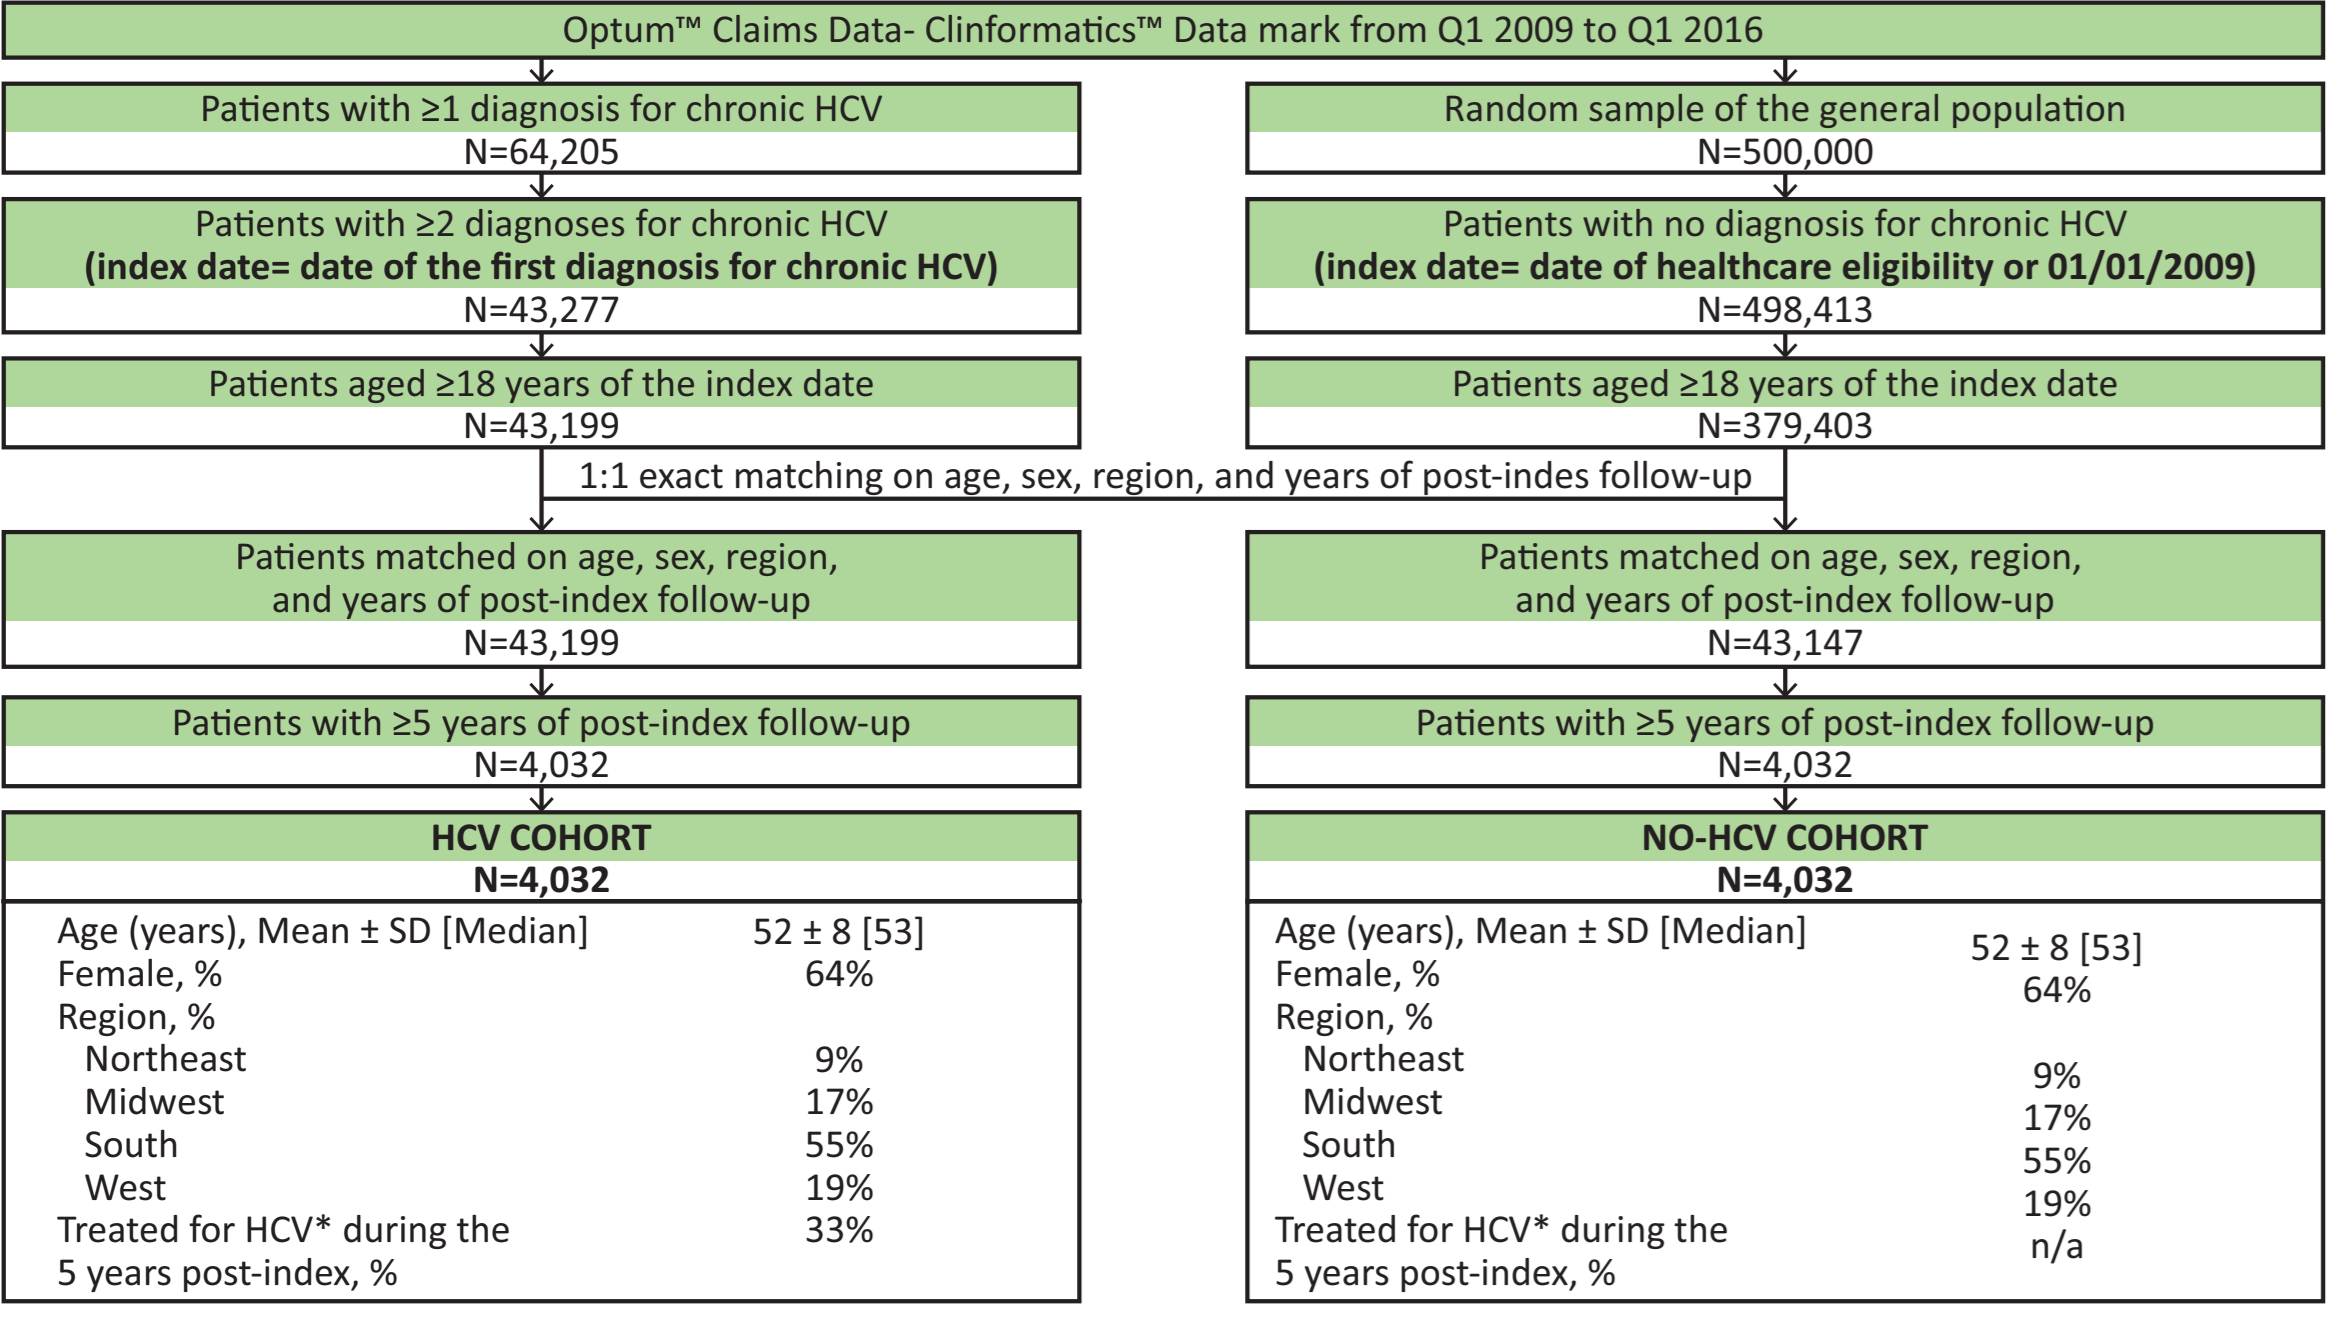 Optum™ Claims Data- Clinformatics™ Data mark from Q1 2009 to Q1 2016
Patients with ≥1 diagnosis for chronic HCV
N=64,205
Random sample of the general population
N=500,000
Patients with ≥2 diagnoses for chronic HCV
(index date= date of the first diagnosis for chronic HCV)
N=43,277
Patients with no diagnosis for chronic HCV
(index date= date of healthcare eligibility or 01/01/2009)
N=498,413
Patients aged ≥18 years of the index date
N=43,199
Patients aged ≥18 years of the index date
N=379,403
1:1 exact matching on age, sex, region, and years of post-indes follow-up
Patients matched on age, sex, region,
and years of post-index follow-up
N=43,199
Patients matched on age, sex, region,
and years of post-index follow-up
N=43,147
Patients with ≥5 years of post-index follow-up
N=4,032
Patients with ≥5 years of post-index follow-up
N=4,032
HCV COHORT
N=4,032
Age (years), Mean ± SD [Median] 52 ± 8 [53]
Female, % 64%
Region, %
Northeast 9%
Midwest 17%
South 55%
West 19%
Treated for HCV* during the 33%
5 years post-index, %
NO-HCV COHORT
N=4,032
Age (years), Mean ± SD [Median] 52 ± 8 [53]
Female, % 64%
Region, %
Northeast 9%
Midwest 17%
South 55%
West 19%
Treated for HCV* during the n/a
5 years post-index, %